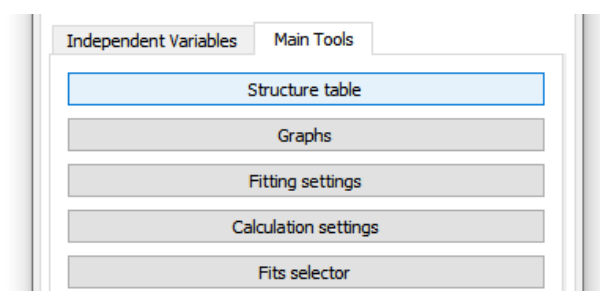 Independent Variables Main Tools
Structure table
Graphs
Fitting settings
Calculation settings
Fits selector